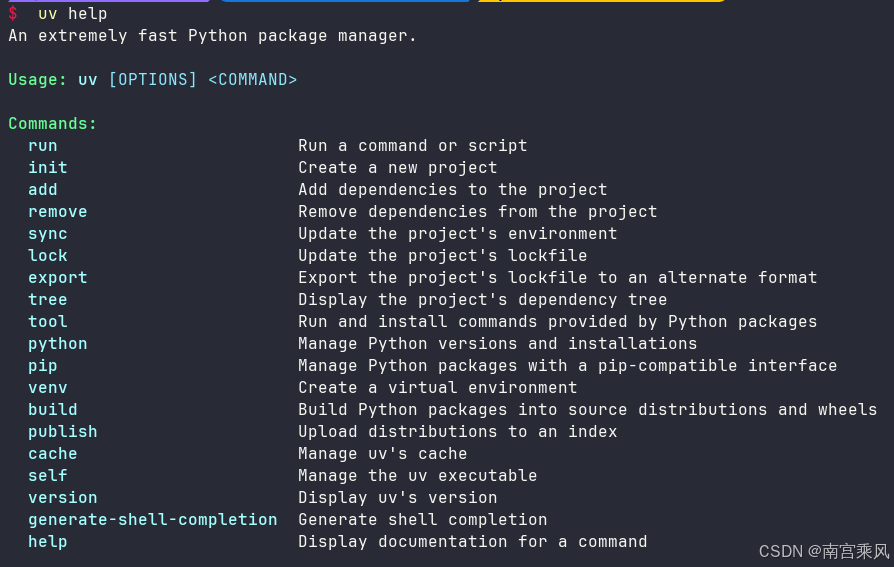 $ uv help
An extremely fast Python package manager.
Usage: uv [OPTIONS] <COMMAND>
Commands:
run Run a command or script
init Create a new project
add Add dependencies to the project
remove Remove dependencies from the project
sync Update the project's environment
lock Update the project's lockfile
export Export the project's lockfile to an alternate format
tree Display the project's dependency tree
tool Run and install commands provided by Python packages
python Manage Python versions and installations
pip Manage Python packages with a pip-compatible interface
venv Create a virtual environment
build Build Python packages into source distributions and wheels
publish Upload distributions to an index
cache Manage uv's cache
self Manage the uv executable
version Display uv's version
generate-shell-completion Generate shell completion
help Display documentation for a command
CSDN @南宫乘风